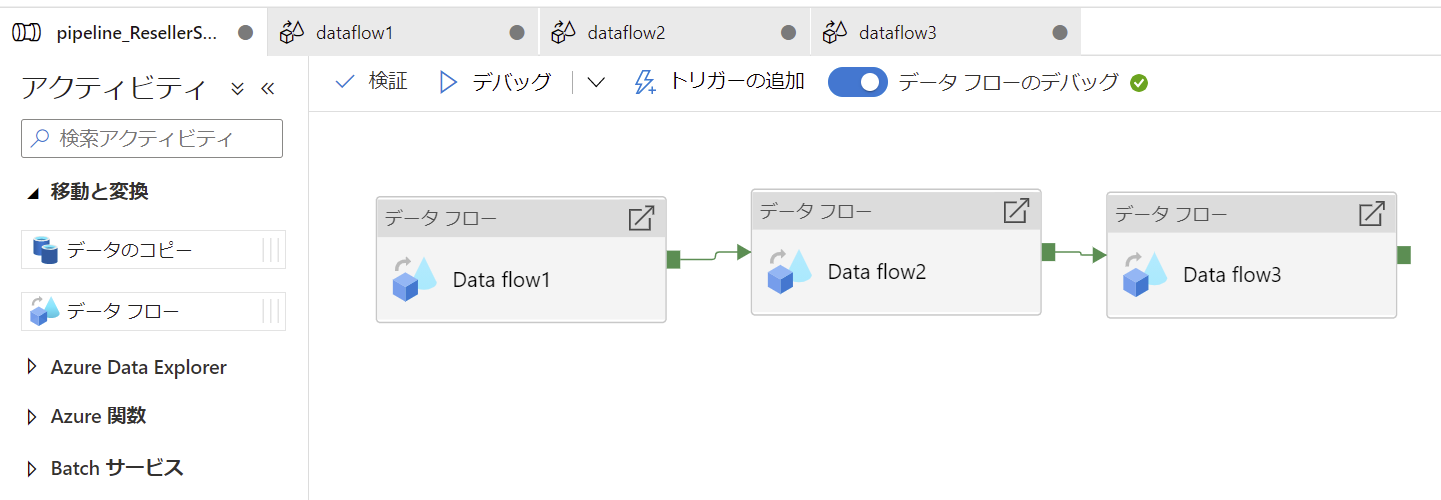 pipeline_ResellerS...
dataflow1
dataflow2
dataflow3
アクティビティ
検証
デバッグ
トリガーの追加
データ フローのデバッグ
検索アクティビティ
移動と変換
データのコピー
データ フロー
Azure Data Explorer
Azure 関数
Batch サービス
データ フロー
Data flow1
データ フロー
Data flow2
データ フロー
Data flow3